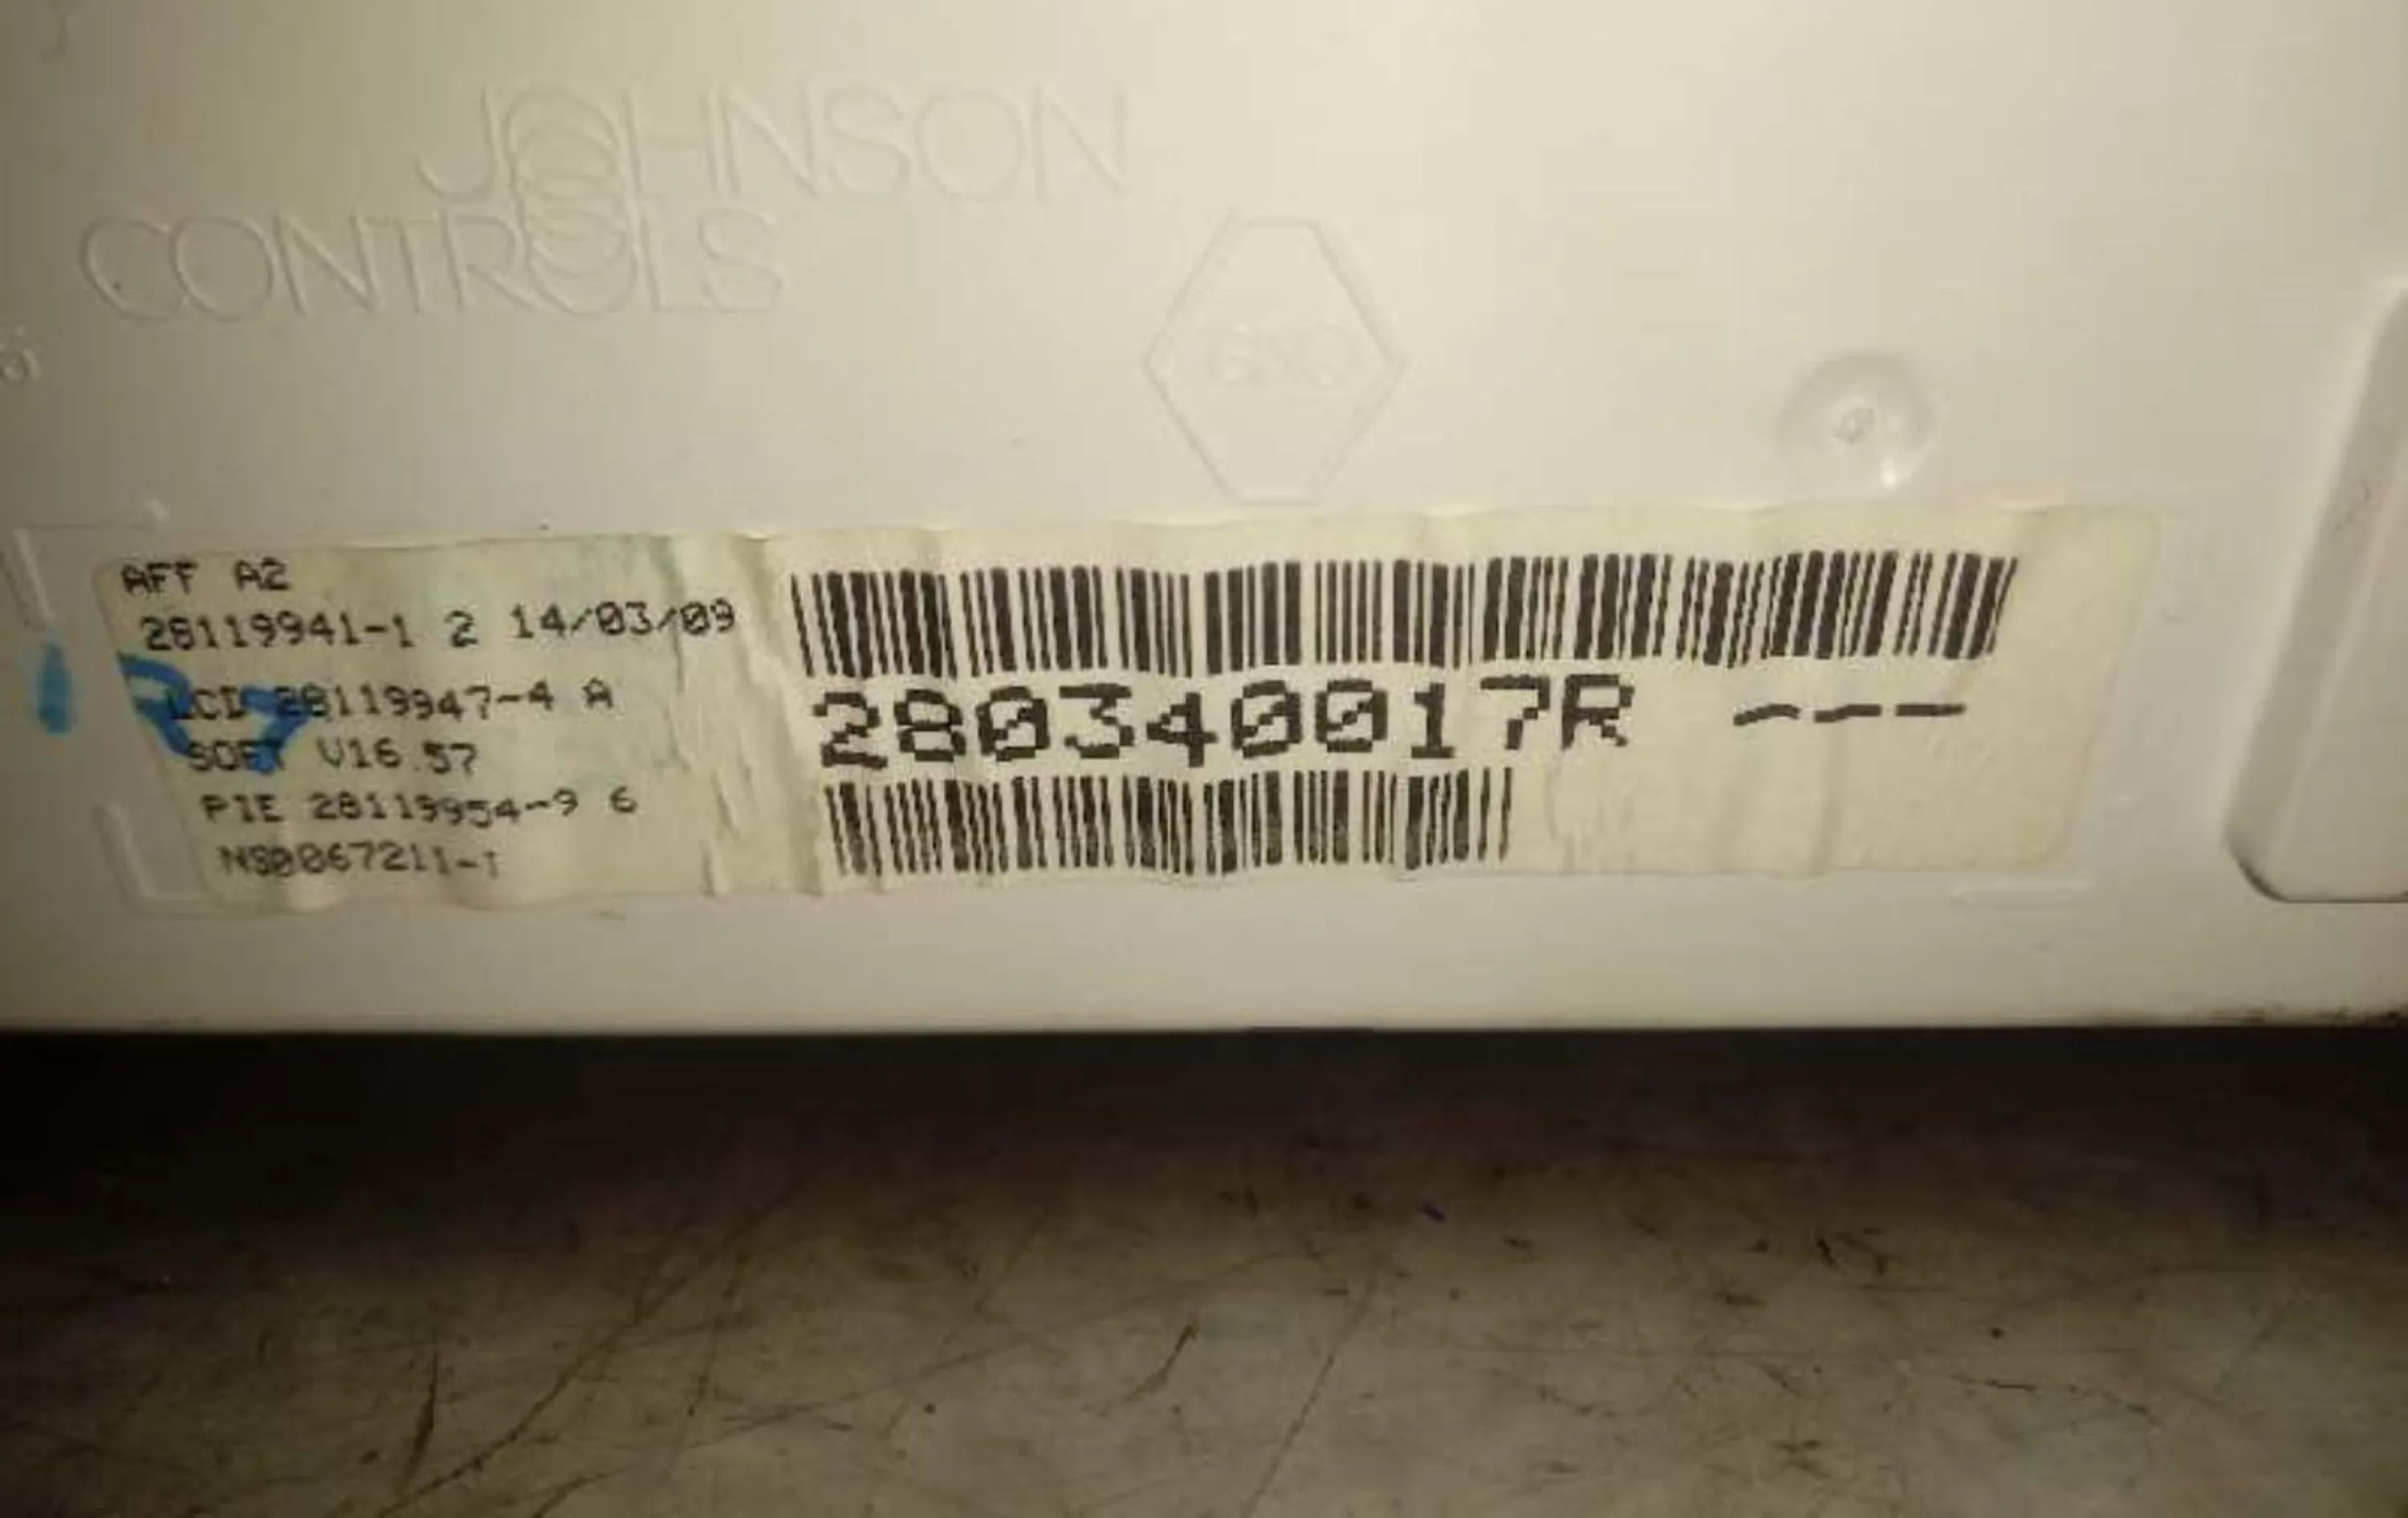 JOHNSON
CONTROLS
AFF A2
28119941-1 2 14/03/09
LCD 28119947-4 A
SOFT V16.57
PIE 28119954-9 6
NS0067211-1
280340017R ---